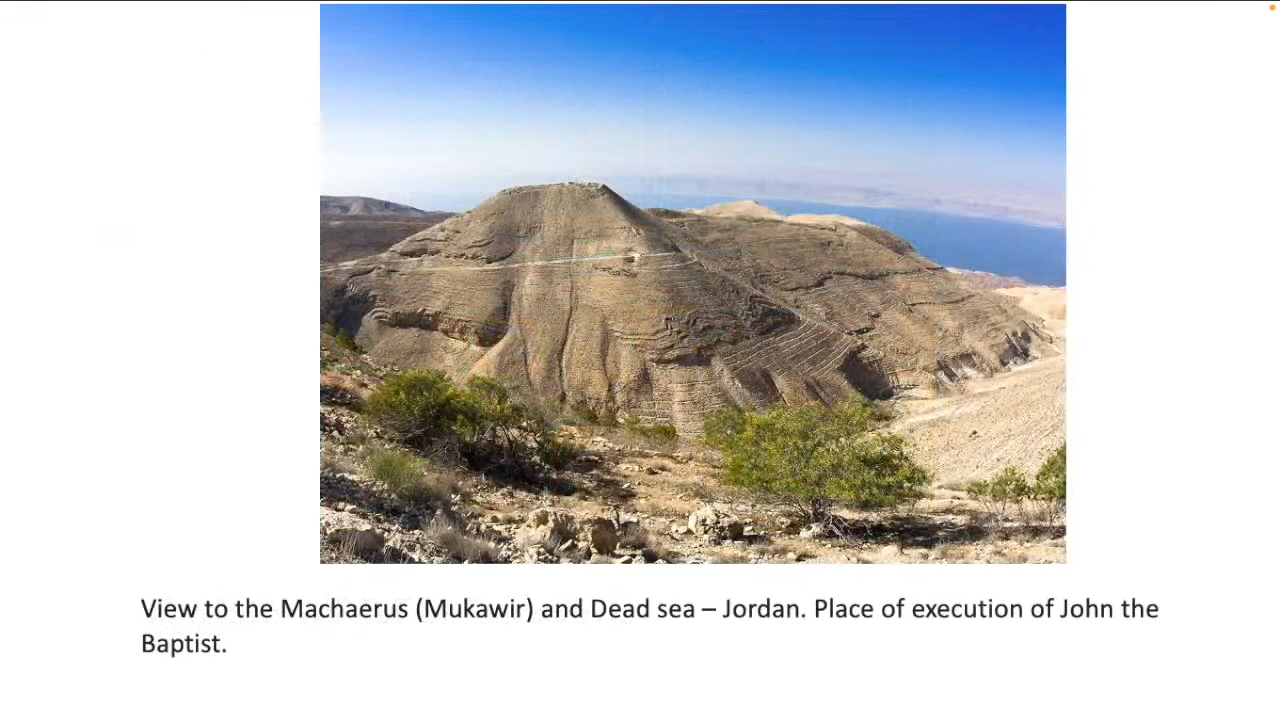 View to the Machaerus (Mukawir) and Dead sea – Jordan. Place of execution of John the
Baptist.